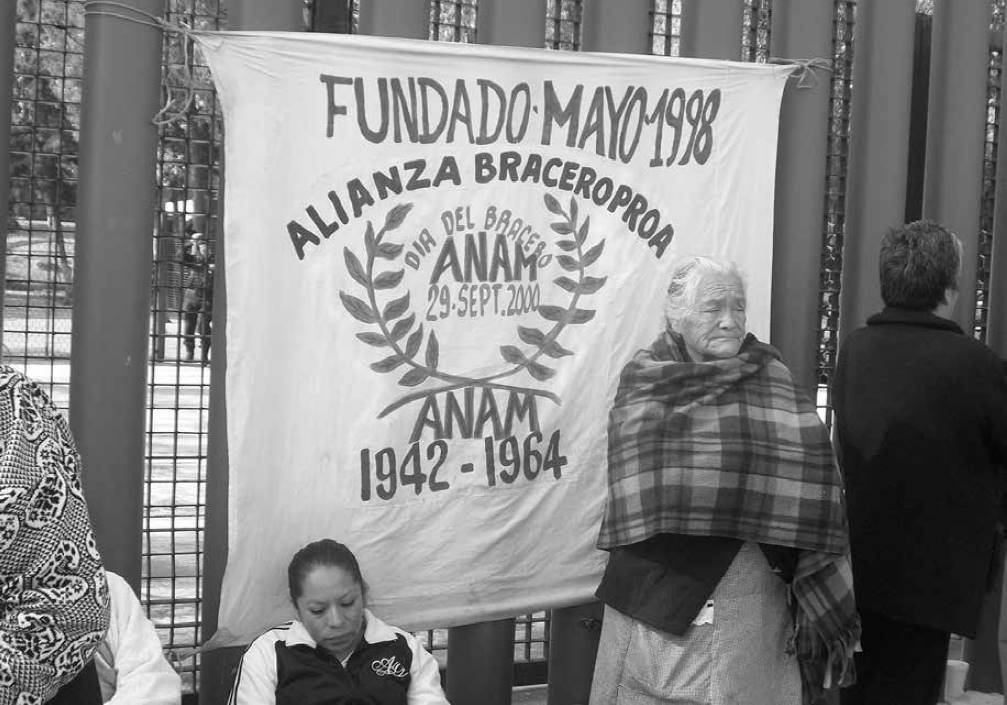 FUNDADO·MAYO·1998
ALIANZA BRACEROPROA
DIA DEL BRACERO
ANAM
29·SEPT.2000
ANAM
1942-1964